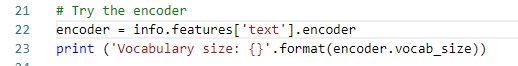 21 # Try the encoder
22 encoder = info.features['text'].encoder
23 print ('Vocabulary size: {}'.format(encoder.vocab_size))